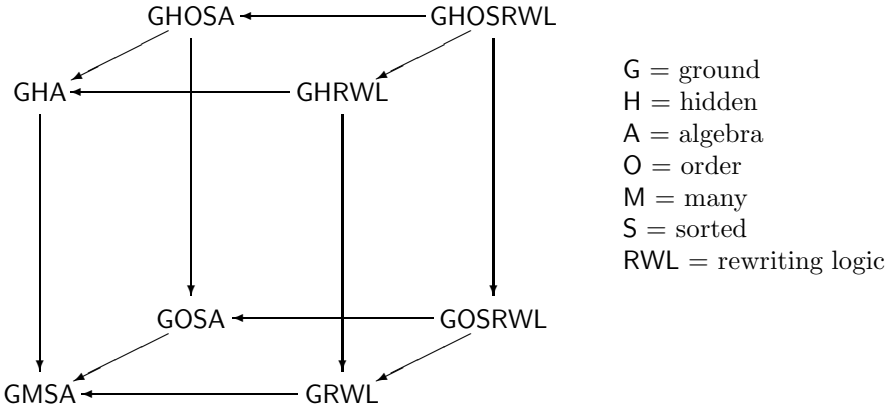 GHOSA GHOSRWL
GHA GHRWL
GOSA GOSRWL
GMSA GRWL
G = ground
H = hidden
A = algebra
O = order
M = many
S = sorted
RWL = rewriting logic